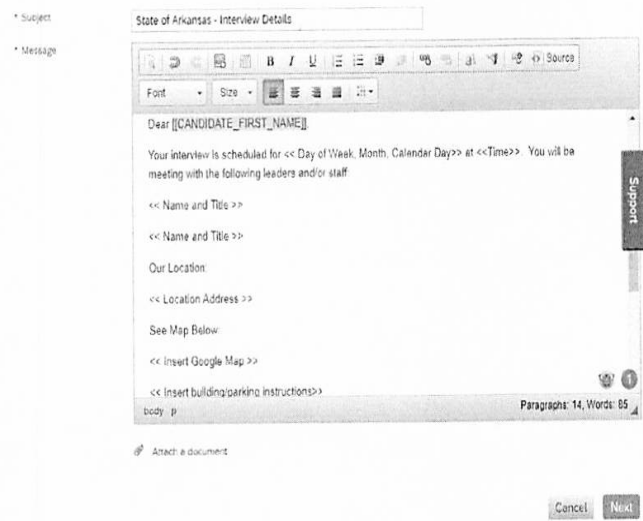 * Subject
State of Arkansas - Interview Details
* Message
B I U Source
Font Size
Dear [[CANDIDATE_FIRST_NAME]],
Your interview is scheduled for << Day of Week, Month, Calendar Day>> at <<Time>>. You will be
meeting with the following leaders and/or staff
<< Name and Title >>
<< Name and Title >>
Our Location:
<< Location Address >>
See Map Below:
<< Insert Google Map >>
<< Insert building/parking instructions>>
Support
1
body p
Paragraphs: 14, Words: 85
Attach a document
Cancel Next